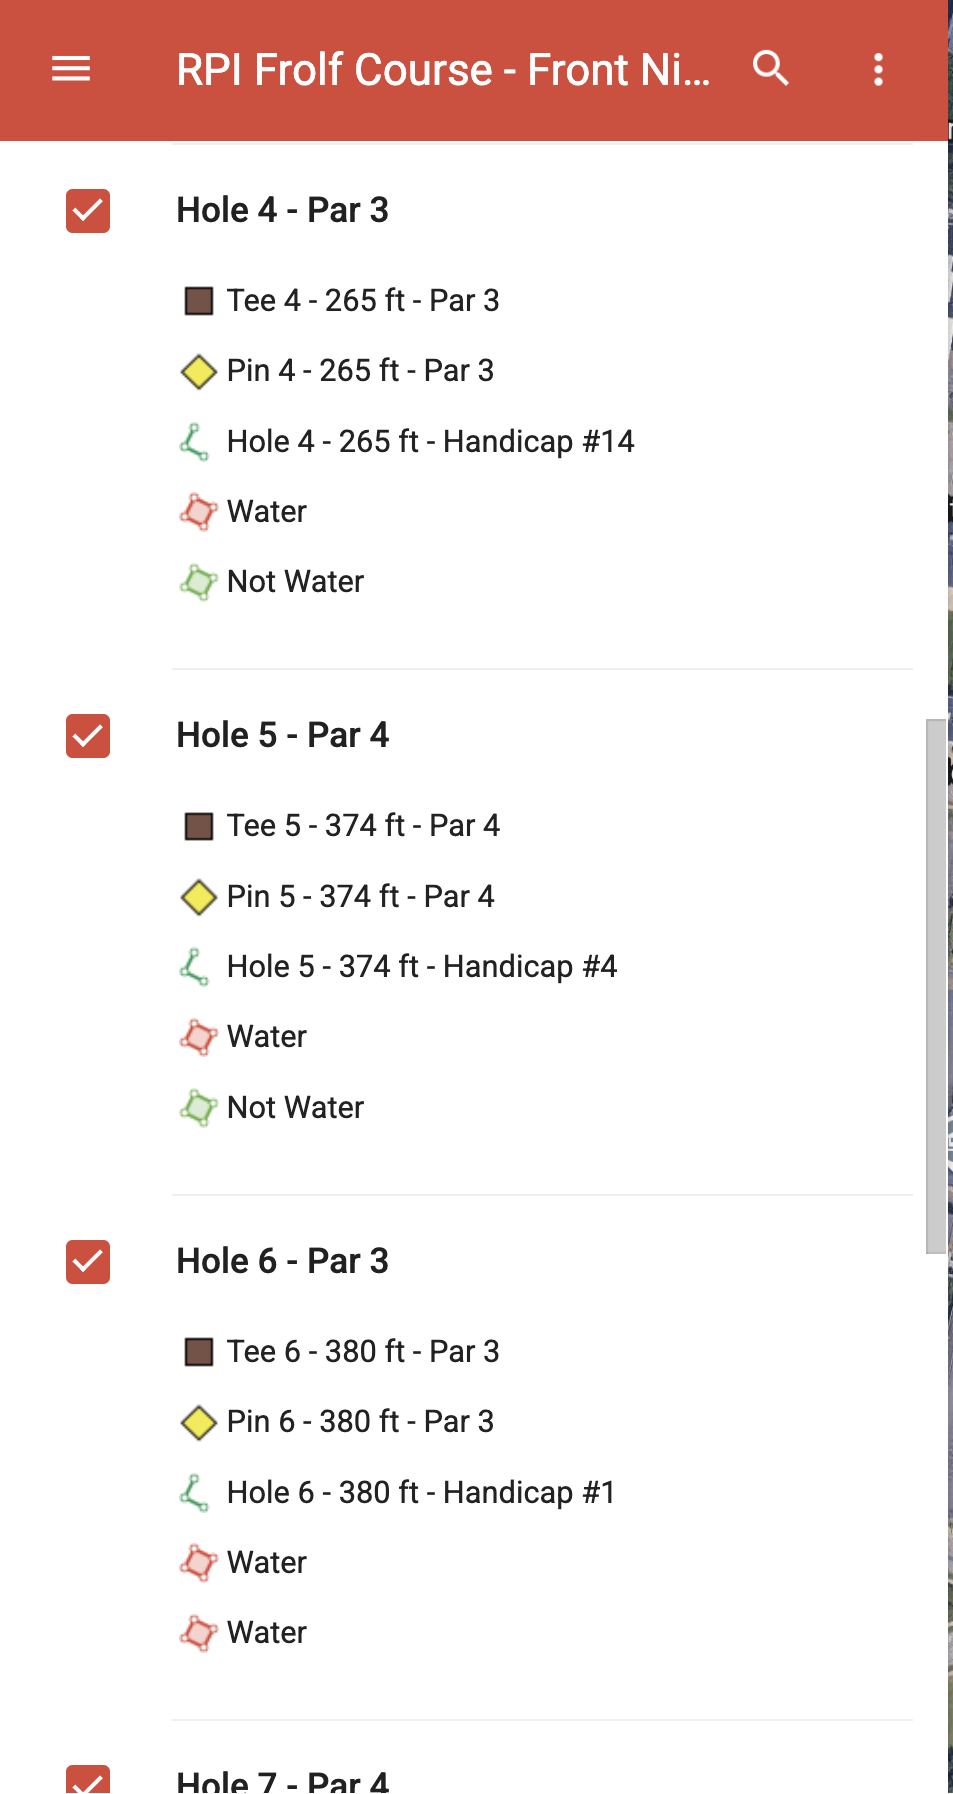 RPI Frolf Course - Front Ni...
Hole 4 - Par 3
Tee 4 - 265 ft - Par 3
Pin 4 - 265 ft - Par 3
Hole 4 - 265 ft - Handicap #14
Water
Not Water
Hole 5 - Par 4
Tee 5 - 374 ft - Par 4
Pin 5 - 374 ft - Par 4
Hole 5 - 374 ft - Handicap #4
Water
Not Water
Hole 6 - Par 3
Tee 6 - 380 ft - Par 3
Pin 6 - 380 ft - Par 3
Hole 6 - 380 ft - Handicap #1
Water
Water
Hole 7 - Par 4